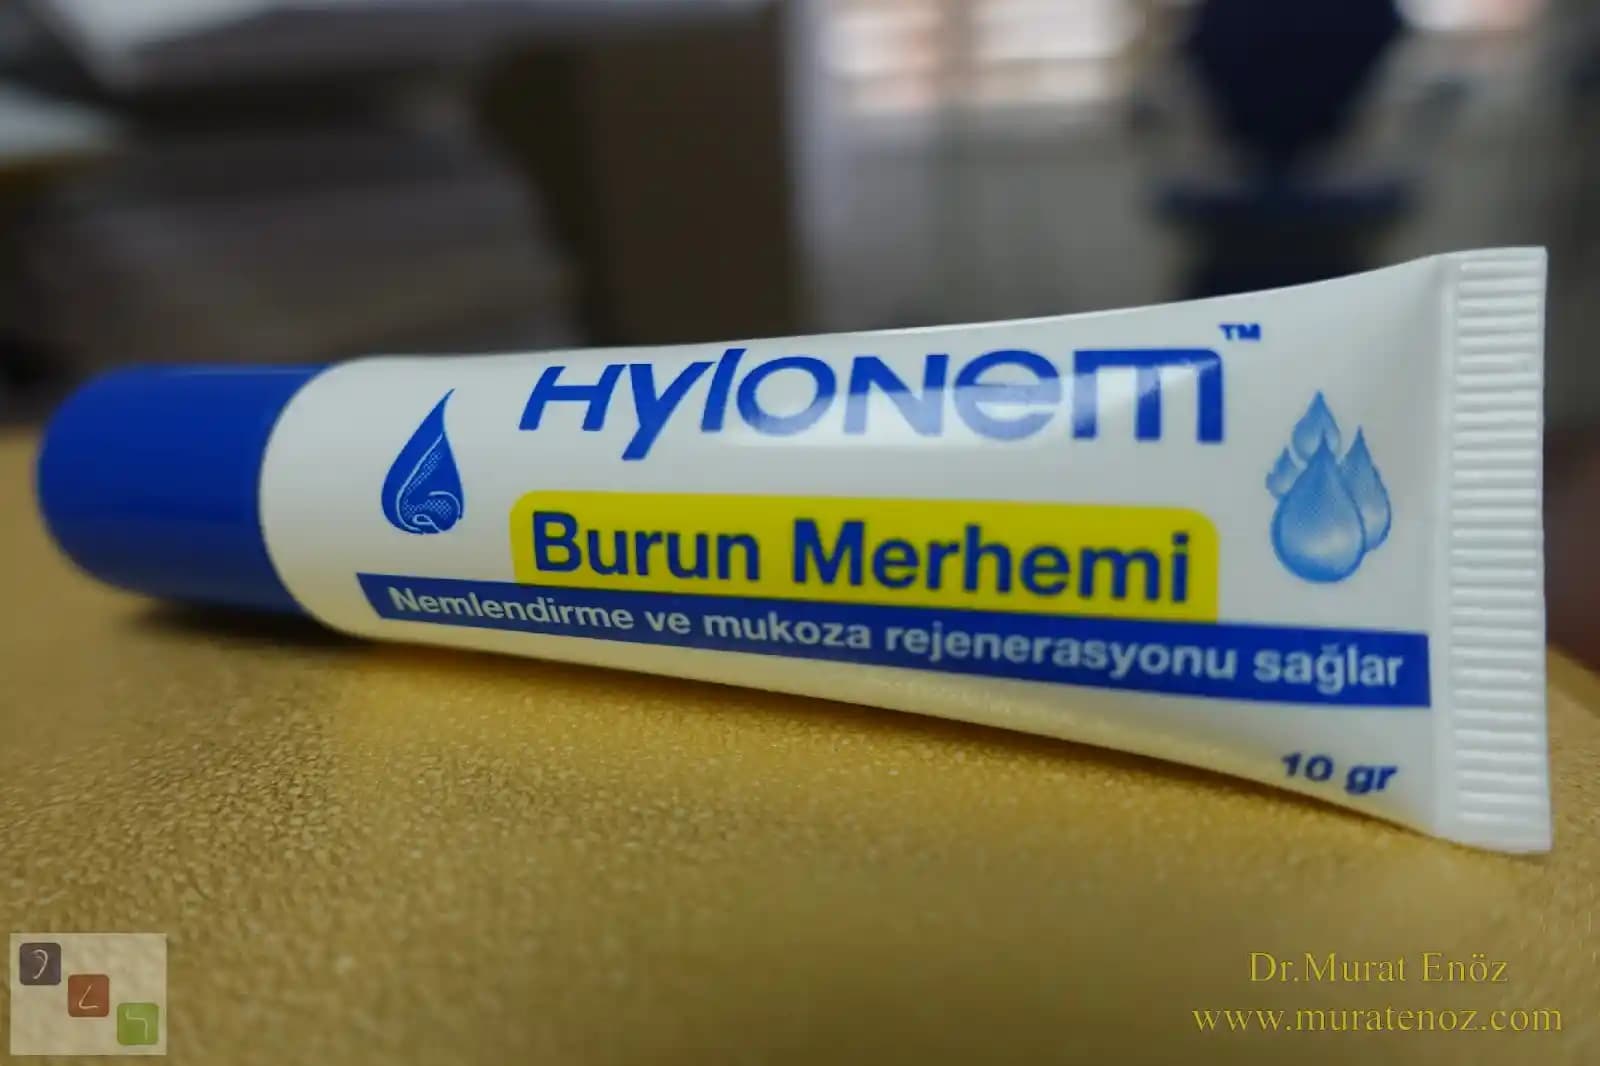 Hylonem™
Burun Merhemi
Nemlendirme ve mukoza rejenerasyonu sağlar
10 gr
Dr.Murat Enöz
www.muratenoz.com